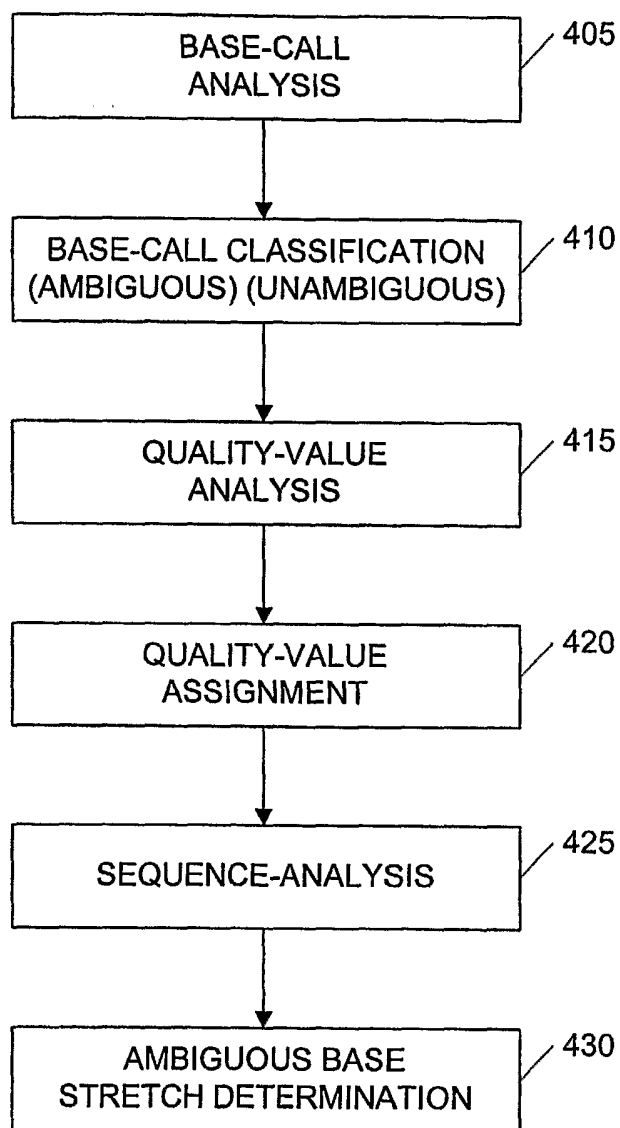 BASE-CALL
ANALYSIS
405
BASE-CALL CLASSIFICATION
(AMBIGUOUS) (UNAMBIGUOUS)
410
QUALITY-VALUE
ANALYSIS
415
QUALITY-VALUE
ASSIGNMENT
420
SEQUENCE-ANALYSIS
425
AMBIGUOUS BASE
STRETCH DETERMINATION
430